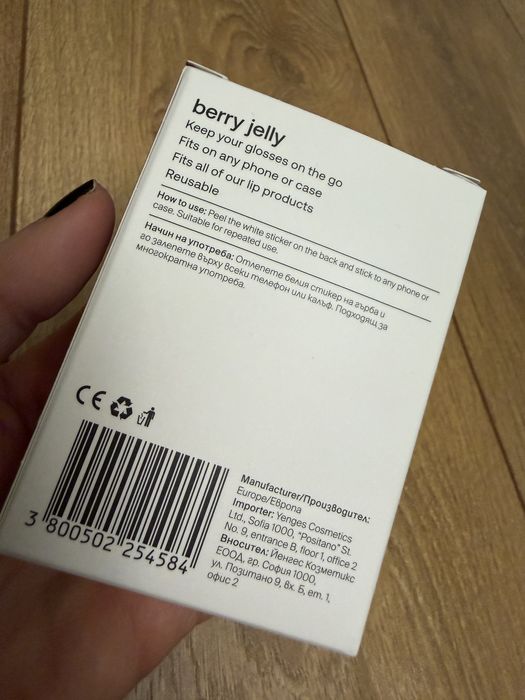 berry jelly
Keep your glosses on the go
Fits on any phone or case
Fits all of our lip products
Reusable
How to use: Peel the white sticker on the back and stick to any phone or
case. Suitable for repeated use.
Начин на употреба: Отлепете белия стикер на гърба и
го залепете върху всеки телефон или калъф. Подходящ за
многократна употреба.
CE
3 800502 254584
Manufacturer/Производител:
Europe/Европа
Importer: Yenges Cosmetics
Ltd., Sofia 1000, "Positano" St.
No. 9, entrance B, floor 1, office 2
Вносител: Йенгес Козметикс
ЕООД, гр. София 1000,
ул. Позитано 9, вх. Б, ет. 1,
офис 2